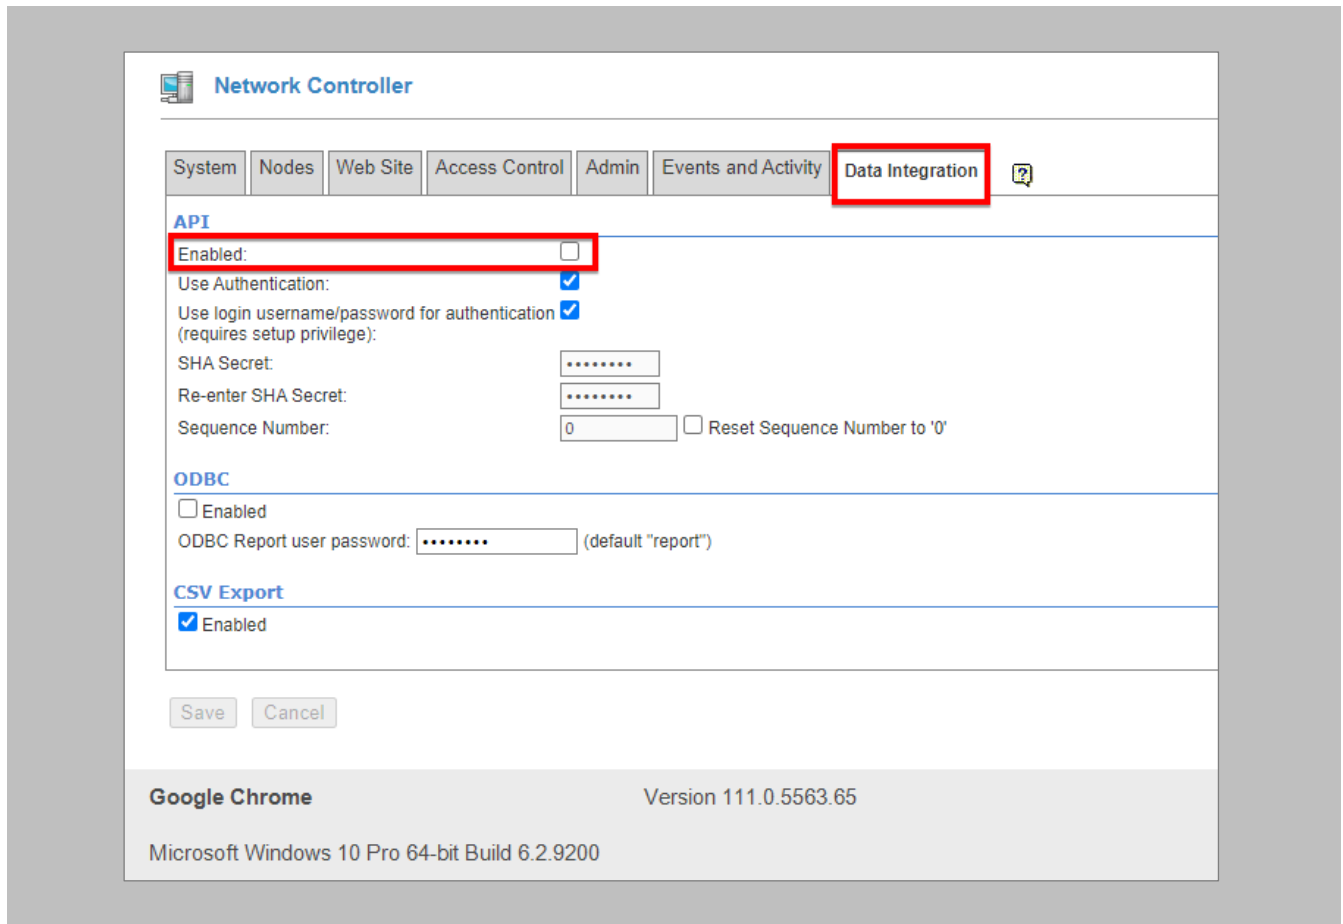 Network Controller
System Nodes Web Site Access Control Admin Events and Activity Data Integration ?
API
Enabled:
Use Authentication:
Use login username/password for authentication
(requires setup privilege):
SHA Secret: ••••••••
Re-enter SHA Secret: ••••••••
Sequence Number: 0 Reset Sequence Number to '0'
ODBC
Enabled
ODBC Report user password: •••••••• (default "report")
CSV Export
Enabled
Save Cancel
Google Chrome Version 111.0.5563.65
Microsoft Windows 10 Pro 64-bit Build 6.2.9200